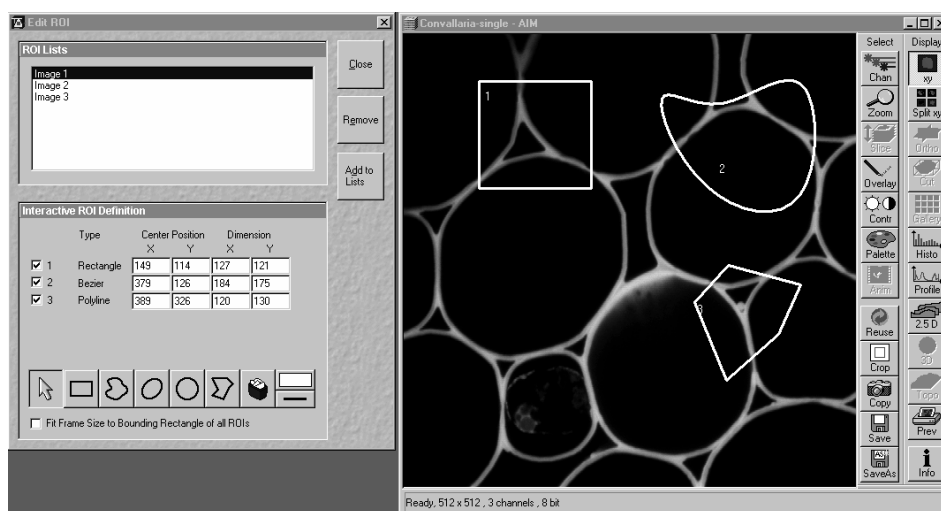 Edit ROI
ROI Lists
Image 1
Image 2
Image 3
Close
Remove
Add to
Lists
Interactive ROI Definition
Type Center Position Dimension
X Y X Y
1 Rectangle 149 114 127 121
2 Bezier 379 126 184 175
3 Polyline 389 326 120 130
Fit Frame Size to Bounding Rectangle of all ROIs
Convallaria-single - AIM
1
2
3
Select
Chan
Zoom
Slice
Overlay
Contr
Palette
Anim
Reuse
Crop
Copy
Save
AS
SaveAs
Display
xy
Split xy
Ortho
Cut
Gallery
Histo
Profile
2.5 D
3D
Topo
Prev
Info
Ready, 512 x 512 , 3 channels , 8 bit